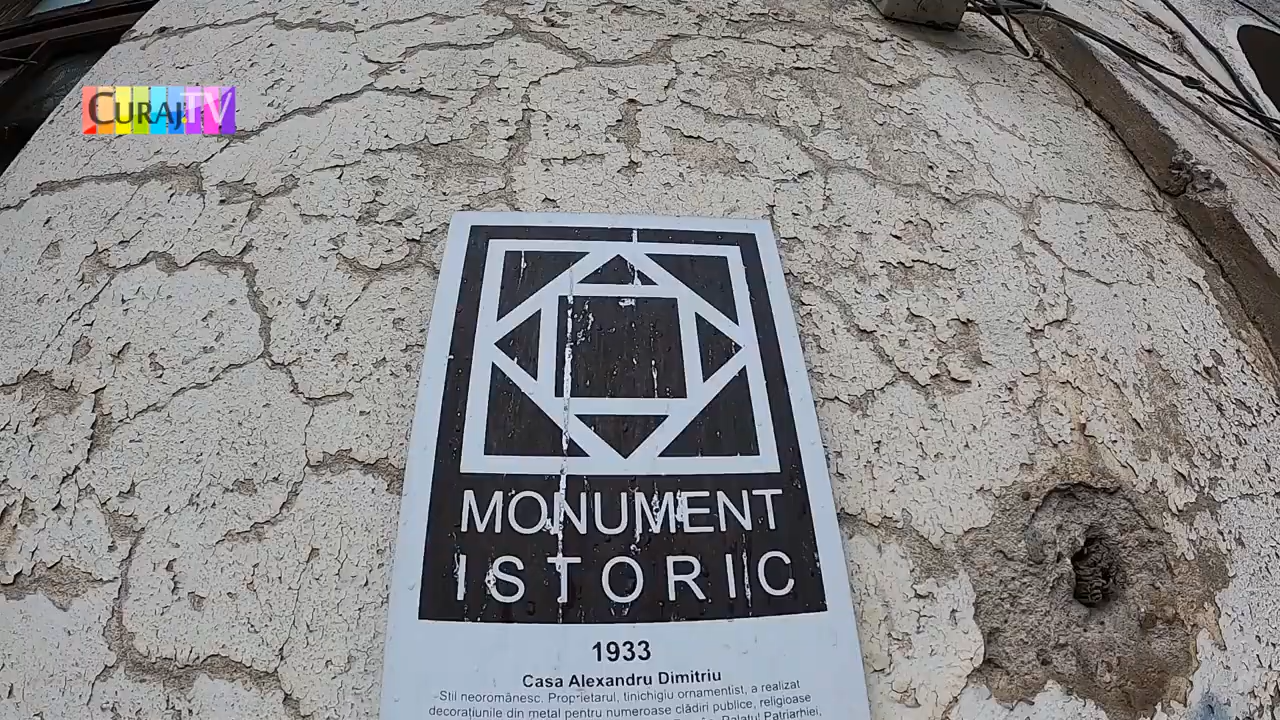 CURAJ.TV
MONUMENT
ISTORIC
1933
Casa Alexandru Dimitriu
Stil neoromânesc. Proprietarul, tinichigiu ornamentist, a realizat
decorațiunile din metal pentru numeroase clădiri publice, religioase
Palatul Patriarhiei,